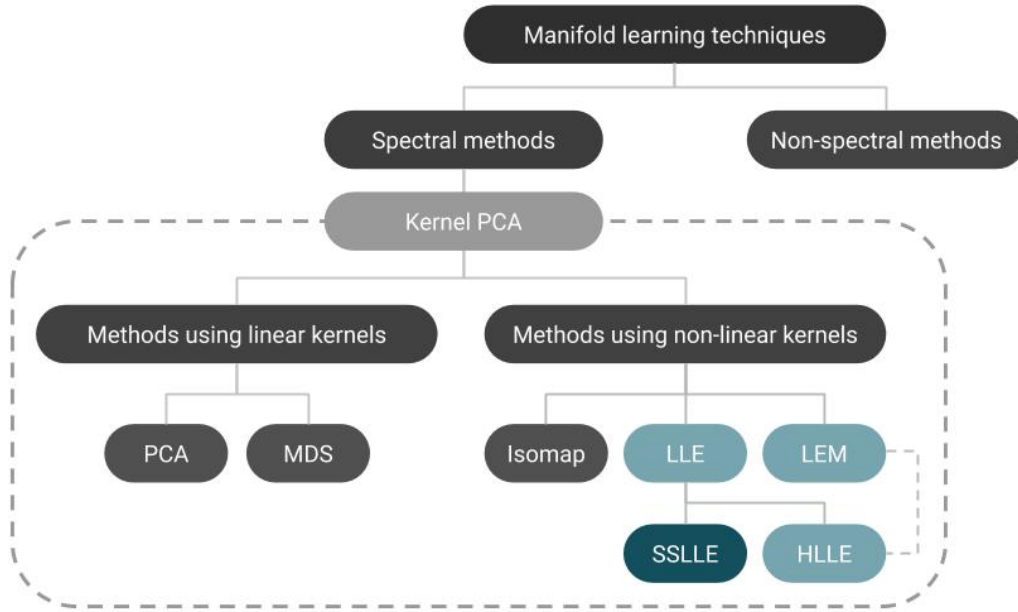 Manifold learning techniques
Spectral methods
Non-spectral methods
Kernel PCA
Methods using linear kernels
Methods using non-linear kernels
PCA
MDS
Isomap
LLE
LEM
SSLLE
HLLE